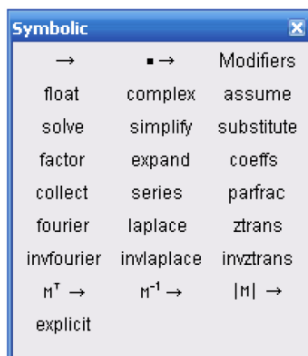 Symbolic
→ ▪ → Modifiers
float complex assume
solve simplify substitute
factor expand coeffs
collect series parfrac
fourier laplace ztrans
invfourier invlaplace invztrans
Mᵀ → M⁻¹ → |M| →
explicit